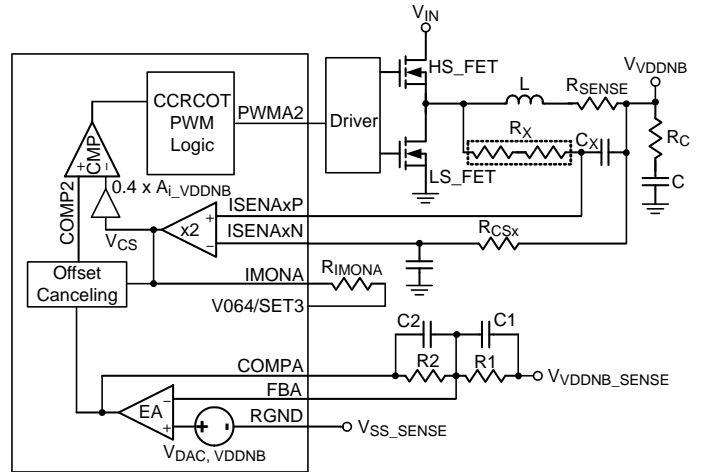 V_IN
HS_FET
V_VDDNB
L
R_SENSE
CCRCOT
PWM
Logic
PWMA2
Driver
R_X
C_X
R_C
C
LS_FET
CMP
+
-
0.4 x A_i_VDDNB
COMP2
V_CS
x2
+
-
ISENAxP
ISENAxN
R_CSx
Offset
Canceling
IMONA
R_IMONA
V064/SET3
C2
C1
COMPA
R2
R1
V_VDDNB_SENSE
FBA
EA
-
+
+
-
RGND
V_SS_SENSE
V_DAC, VDDNB